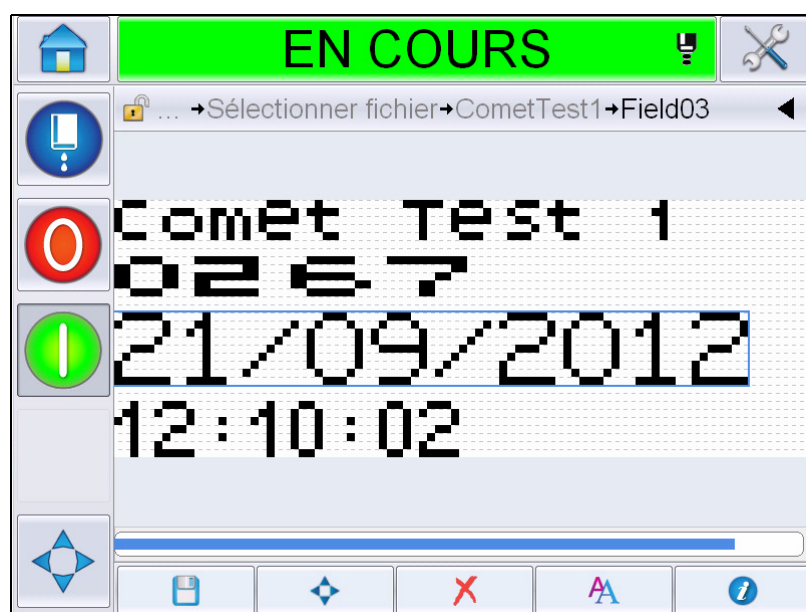 EN COURS
... →Sélectionner fichier→CometTest1→Field03
Comet Test 1
0267
21/09/2012
12:10:02